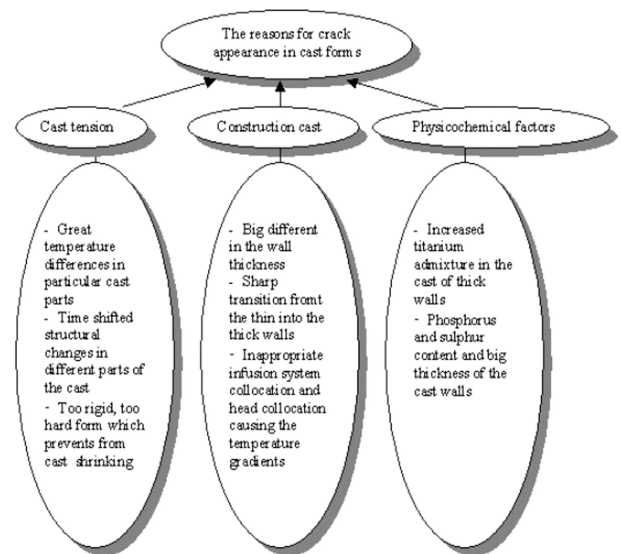 The reasons for crack
appearance in cast forms
Cast tension
Construction cast
Physicochemical factors
- Great
temperature
differences in
particular cast
parts
- Time shifted
structural
changes in
different parts of
the cast
- Too rigid, too
hard form which
prevents from
cast shrinking
- Big different
in the wall
thickness
- Sharp
transition fromt
the thin into the
thick walls
- Inappropriate
infusion system
collocation and
head collocation
causing the
temperature
gradients
- Increased
titanium
admixture in the
cast of thick
walls
- Phosphorus
and sulphur
content and big
thickness of the
cast walls